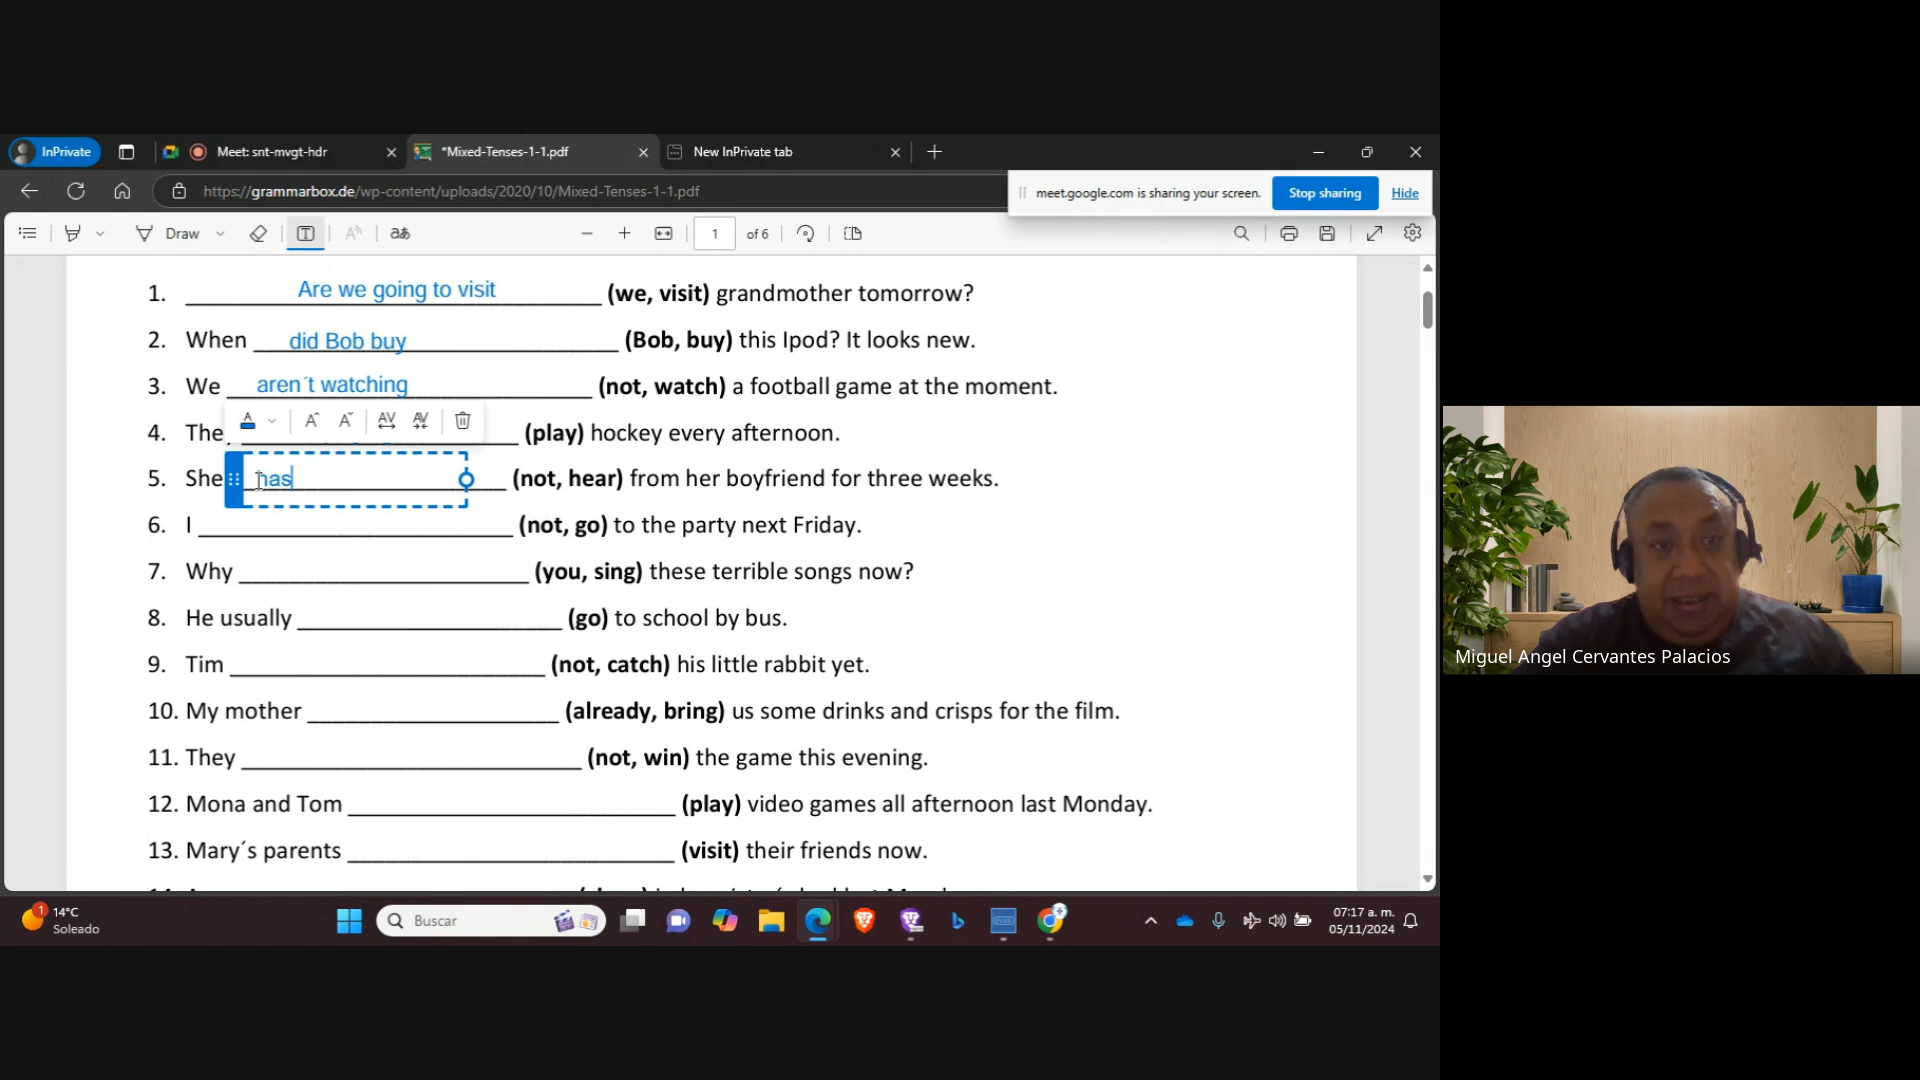 InPrivate
Meet: snt-mvgt-hdr
*Mixed-Tenses-1-1.pdf
New InPrivate tab
https://grammarbox.de/wp-content/uploads/2020/10/Mixed-Tenses-1-1.pdf
meet.google.com is sharing your screen. Stop sharing Hide
Draw
aあ
1 of 6
1. Are we going to visit (we, visit) grandmother tomorrow?
2. When did Bob buy (Bob, buy) this Ipod? It looks new.
3. We aren´t watching (not, watch) a football game at the moment.
4. The (play) hockey every afternoon.
5. She has (not, hear) from her boyfriend for three weeks.
6. I (not, go) to the party next Friday.
7. Why (you, sing) these terrible songs now?
8. He usually (go) to school by bus.
9. Tim (not, catch) his little rabbit yet.
10. My mother (already, bring) us some drinks and crisps for the film.
11. They (not, win) the game this evening.
12. Mona and Tom (play) video games all afternoon last Monday.
13. Mary´s parents (visit) their friends now.
Miguel Angel Cervantes Palacios
1
14°C
Soleado
Buscar
07:17 a. m.
05/11/2024